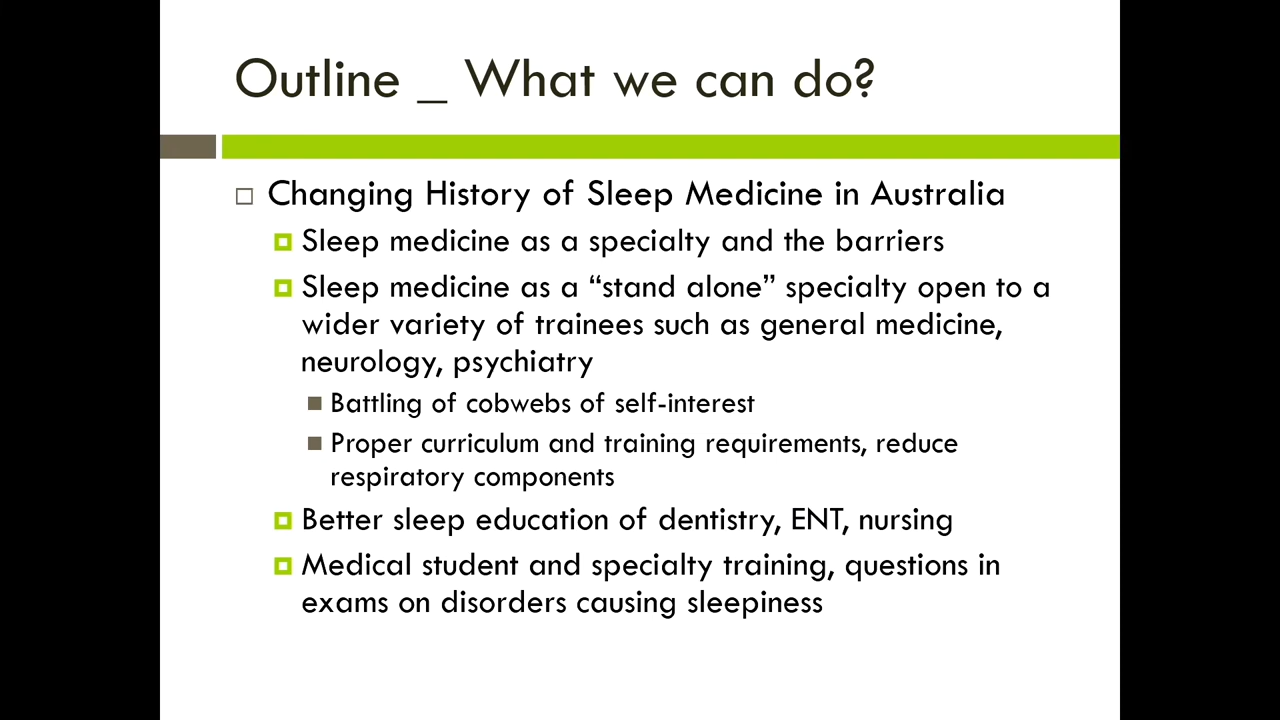 Outline _ What we can do?
Changing History of Sleep Medicine in Australia
Sleep medicine as a specialty and the barriers
Sleep medicine as a “stand alone” specialty open to a
wider variety of trainees such as general medicine,
neurology, psychiatry
Battling of cobwebs of self-interest
Proper curriculum and training requirements, reduce
respiratory components
Better sleep education of dentistry, ENT, nursing
Medical student and specialty training, questions in
exams on disorders causing sleepiness